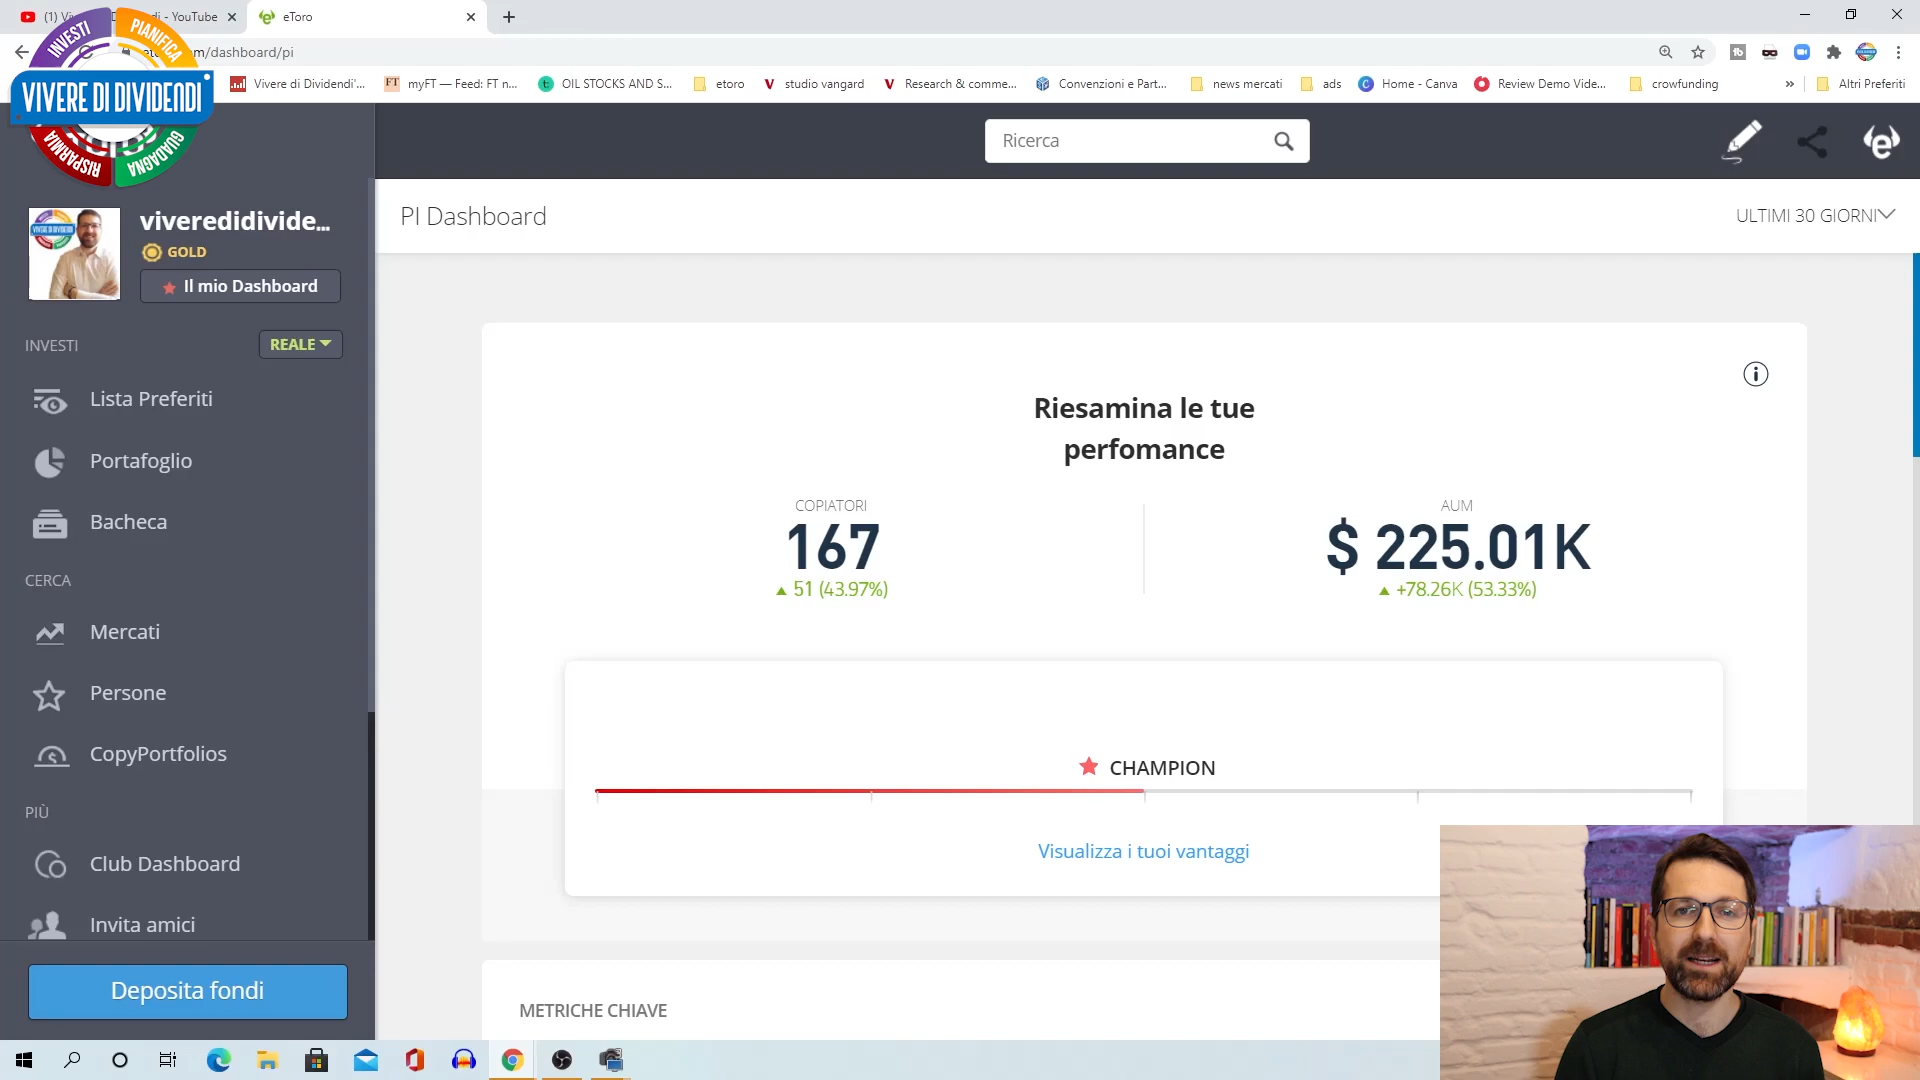 eToro
/dashboard/pi
INVESTI
PIANIFICA
VIVERE DI DIVIDENDI
RISPARMIA
GUADAGNA
Vivere di Dividendi'...
FT
myFT — Feed: FT n...
OIL STOCKS AND S...
etoro
studio vangard
Research & comme...
Convenzioni e Part...
news mercati
ads
Home - Canva
Review Demo Vide...
crowfunding
»
Altri Preferiti
Ricerca
viveredidivide...
GOLD
Il mio Dashboard
INVESTI
REALE
Lista Preferiti
Portafoglio
Bacheca
CERCA
Mercati
Persone
CopyPortfolios
PIÙ
Club Dashboard
Invita amici
Deposita fondi
PI Dashboard
ULTIMI 30 GIORNI
Riesamina le tue
perfomance
COPIATORI
167
51 (43.97%)
AUM
$ 225.01K
+78.26K (53.33%)
CHAMPION
Visualizza i tuoi vantaggi
METRICHE CHIAVE